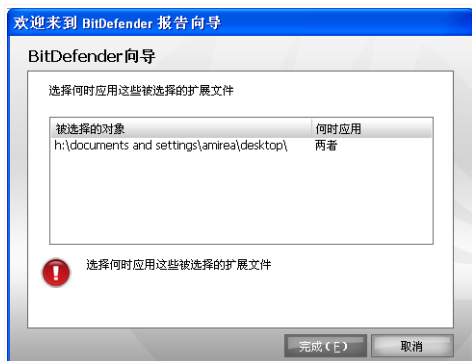 欢迎来到 BitDefender 报告向导
BitDefender向导
选择何时应用这些被选择的扩展文件
被选择的对象 何时应用
h:\documents and settings\amirea\desktop\ 两者
选择何时应用这些被选择的扩展文件
完成(F) 取消